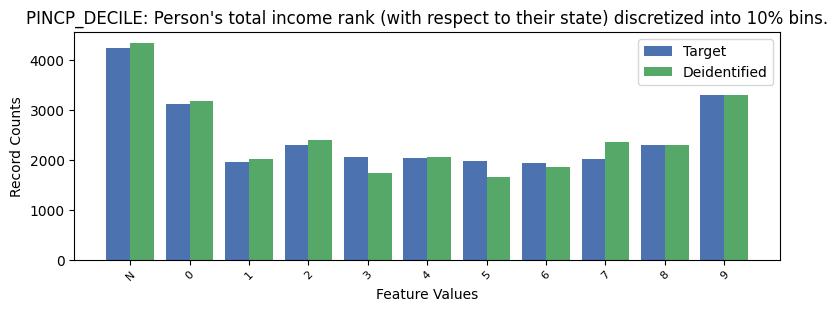 PINCP_DECILE: Person's total income rank (with respect to their state) discretized into 10% bins.
Target
Deidentified
Record Counts
4000
3000
2000
1000
0
N 0 1 2 3 4 5 6 7 8 9
Feature Values